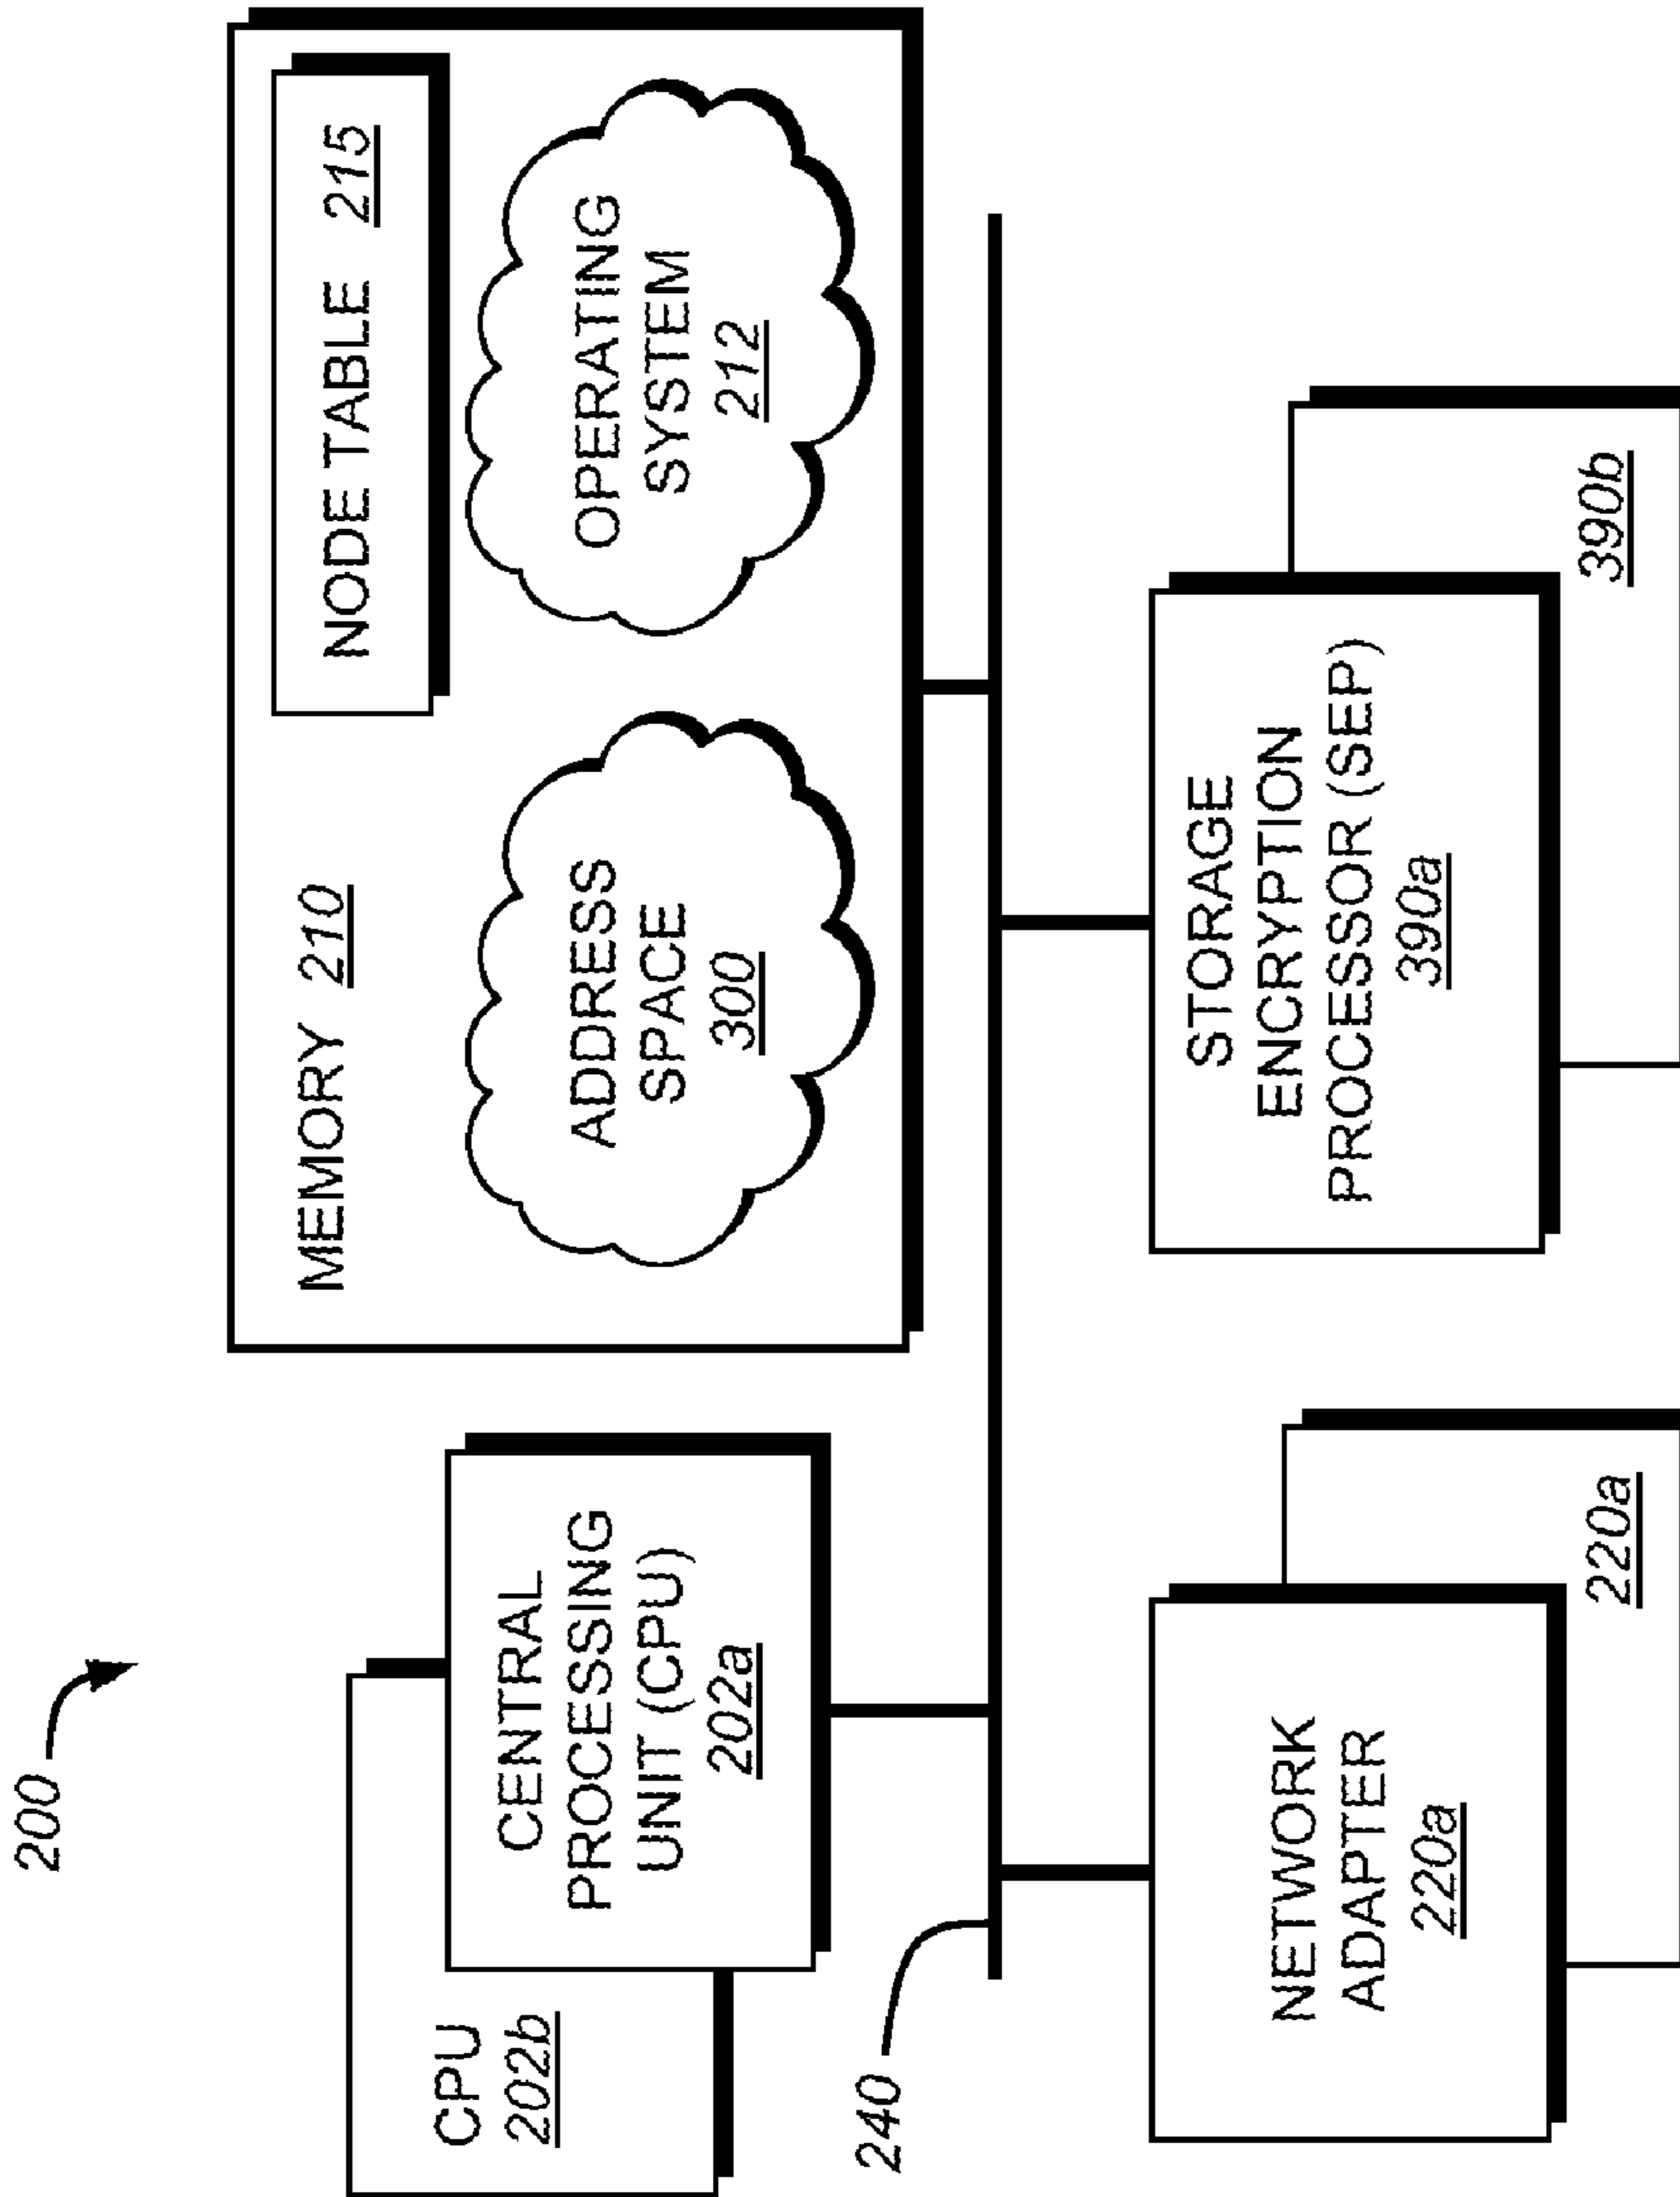 200
CPU
202b
CENTRAL
PROCESSING
UNIT (CPU)
202a
MEMORY 210
NODE TABLE 215
ADDRESS
SPACE
300
OPERATING
SYSTEM
212
240
NETWORK
ADAPTER
220a
220a
STORAGE
ENCRYPTION
PROCESSOR (SEP)
390a
390b